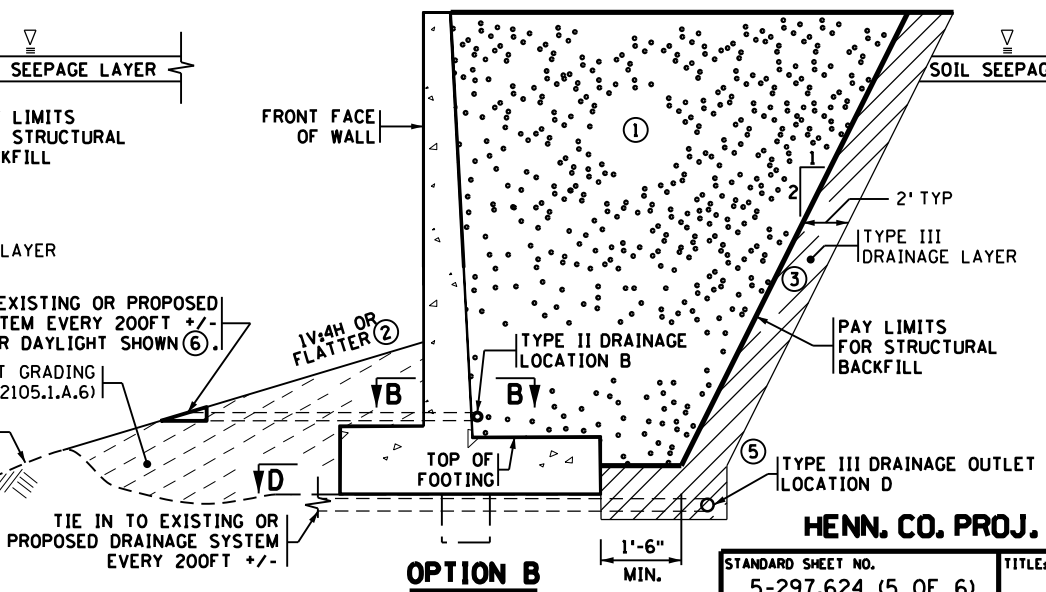 SEEPAGE LAYER
LIMITS
STRUCTURAL
KFILL
LAYER
EXISTING OR PROPOSED
TEM EVERY 200FT +/-
R DAYLIGHT SHOWN 6.
T GRADING
2105.1.A.6)
FRONT FACE
OF WALL
1V:4H OR
FLATTER 2
1
1
2
2' TYP
SOIL SEEPAG
TYPE III
DRAINAGE LAYER
3
PAY LIMITS
FOR STRUCTURAL
BACKFILL
TYPE II DRAINAGE
LOCATION B
B
B
TOP OF
FOOTING
D
5
TYPE III DRAINAGE OUTLET
LOCATION D
TIE IN TO EXISTING OR
PROPOSED DRAINAGE SYSTEM
EVERY 200FT +/-
1'-6"
MIN.
OPTION B
HENN. CO. PROJ.
STANDARD SHEET NO.
5-297.624 (5 OF 6)
TITLE: